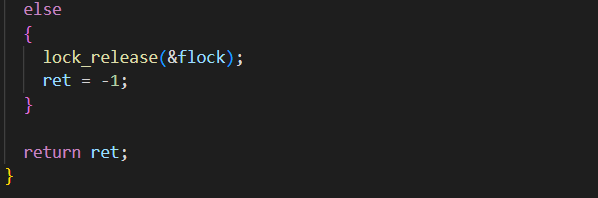 else
{
lock_release(&flock);
ret = -1;
}
return ret;
}